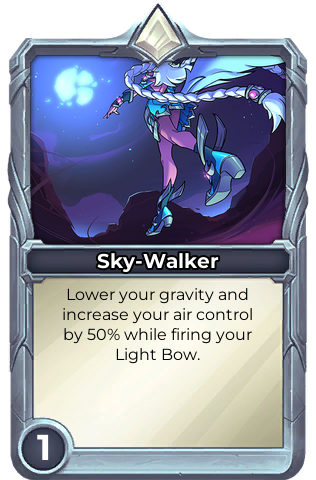 Sky-Walker
Lower your gravity and
increase your air control
by 50% while firing your
Light Bow.
1